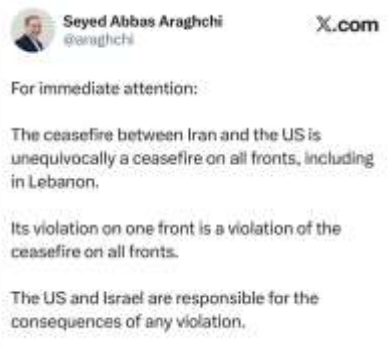 Seyed Abbas Araghchi
X.com
@araghchi
For immediate attention:
The ceasefire between Iran and the US is
unequivocally a ceasefire on all fronts, including
in Lebanon.
Its violation on one front is a violation of the
ceasefire on all fronts.
The US and Israel are responsible for the
consequences of any violation.